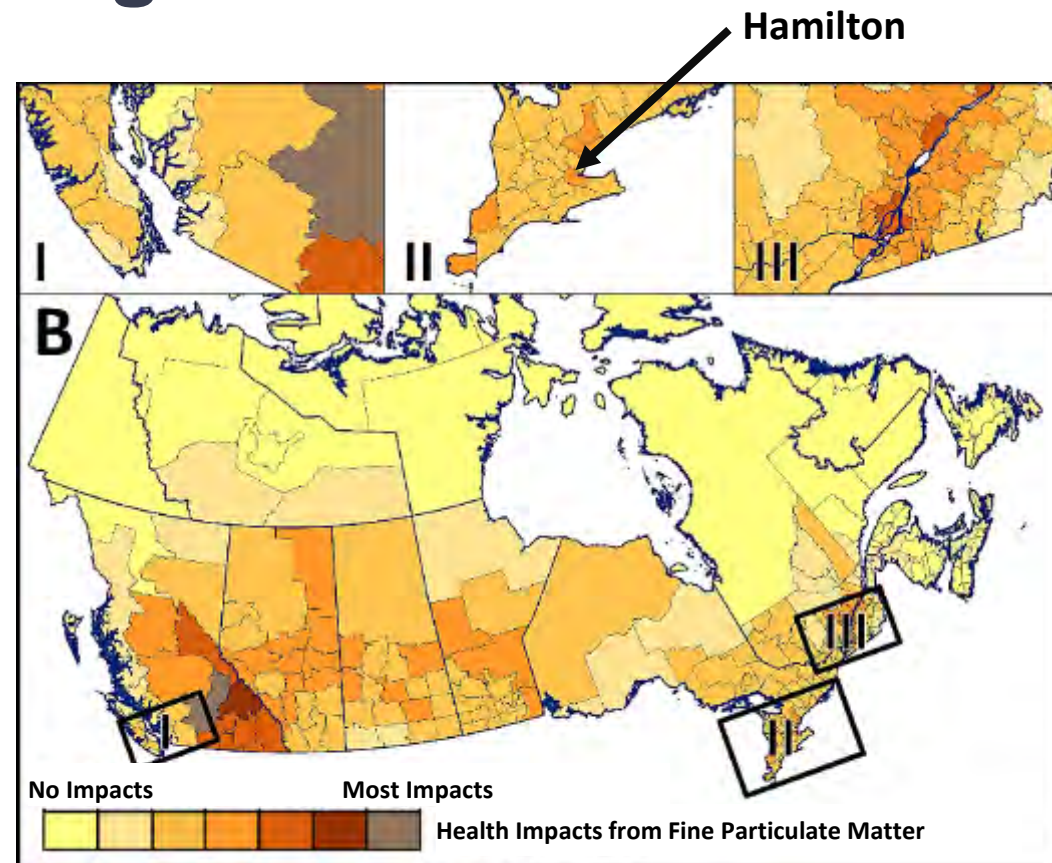 Hamilton
I
II
III
B
I
II
III
No Impacts Most Impacts
Health Impacts from Fine Particulate Matter